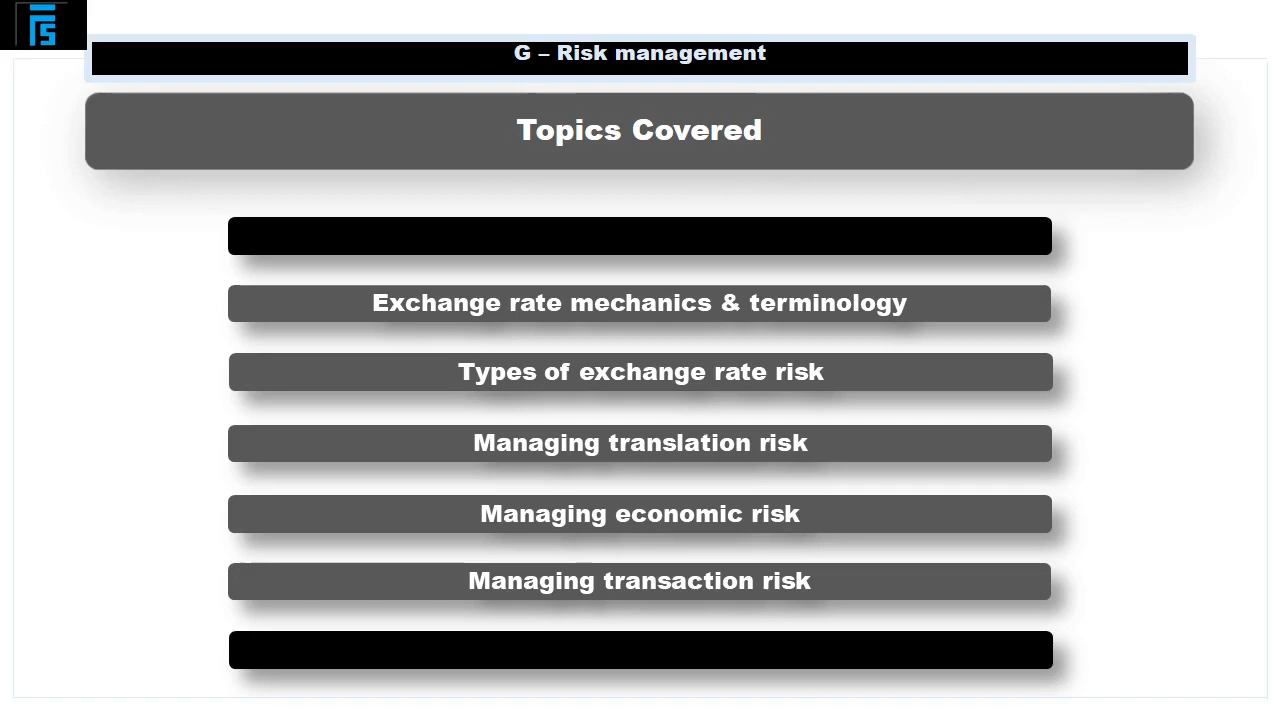 G – Risk management
Topics Covered
Exchange rate mechanics & terminology
Types of exchange rate risk
Managing translation risk
Managing economic risk
Managing transaction risk